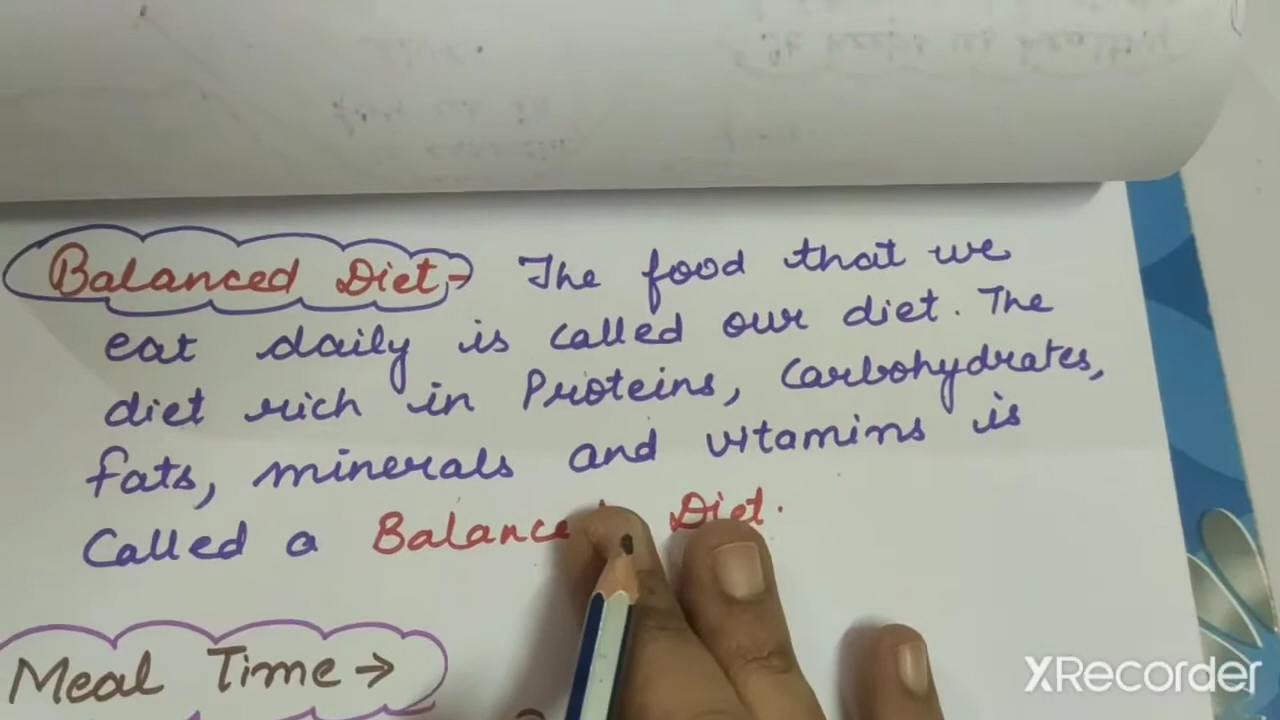 Balanced Diet → The food that we
eat daily is called our diet. The
diet rich in Proteins, Carbohydrates,
fats, minerals and vitamins is
Called a Balance Diet.
Meal Time →
XRecorder